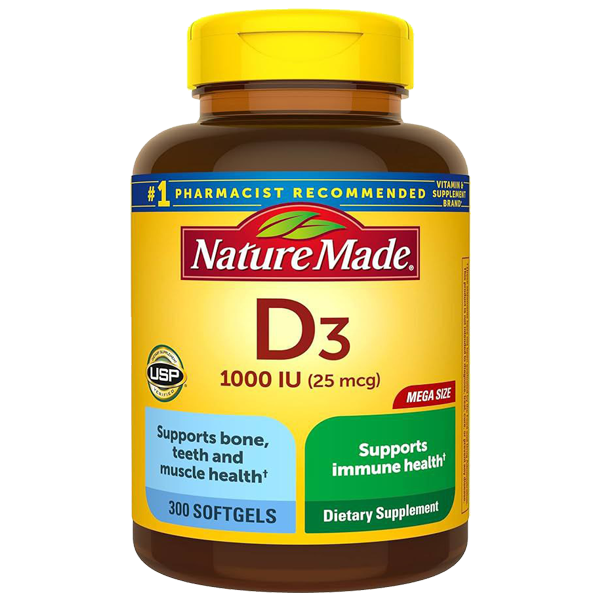 #1 PHARMACIST RECOMMENDED
VITAMIN &
SUPPLEMENT
BRAND*
Nature Made®
D3
1000 IU (25 mcg)
USP
VERIFIED
MEGA SIZE
Supports bone,
teeth and
muscle health†
300 SOFTGELS
Supports
immune health†
Dietary Supplement